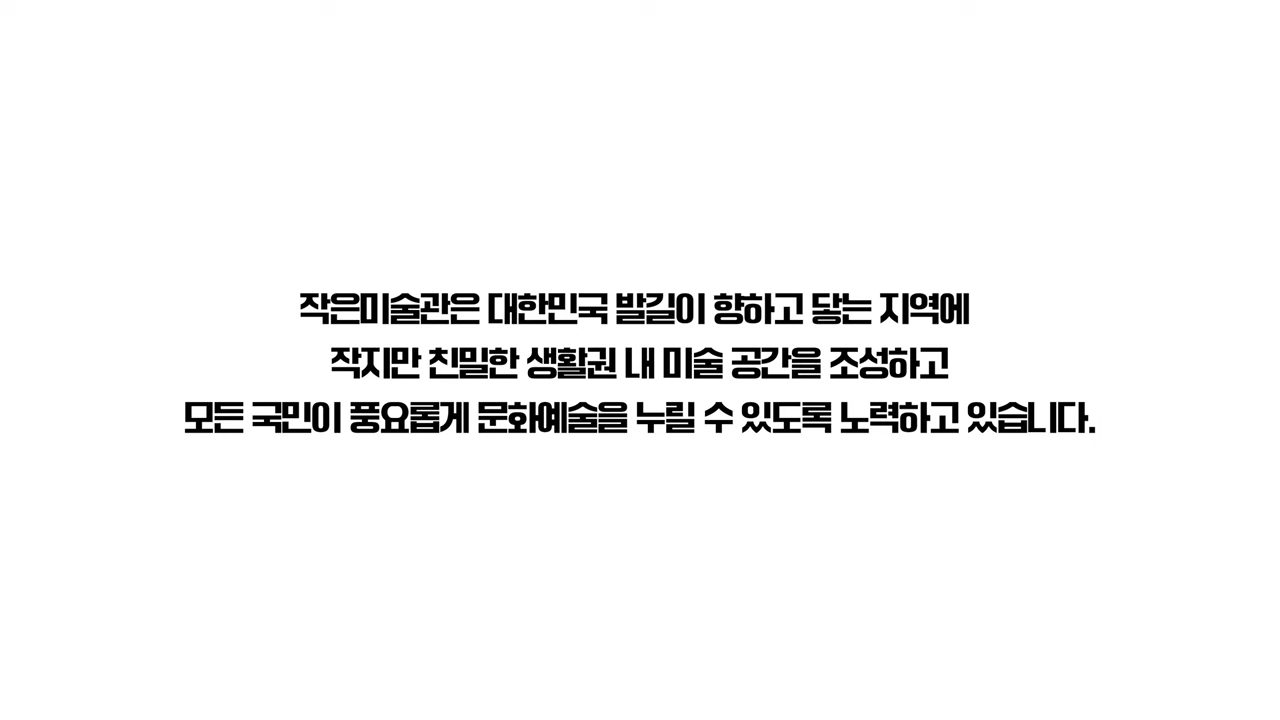 작은미술관은 대한민국 발길이 향하고 닿는 지역에
작지만 친밀한 생활권 내 미술 공간을 조성하고
모든 국민이 풍요롭게 문화예술을 누릴 수 있도록 노력하고 있습니다.